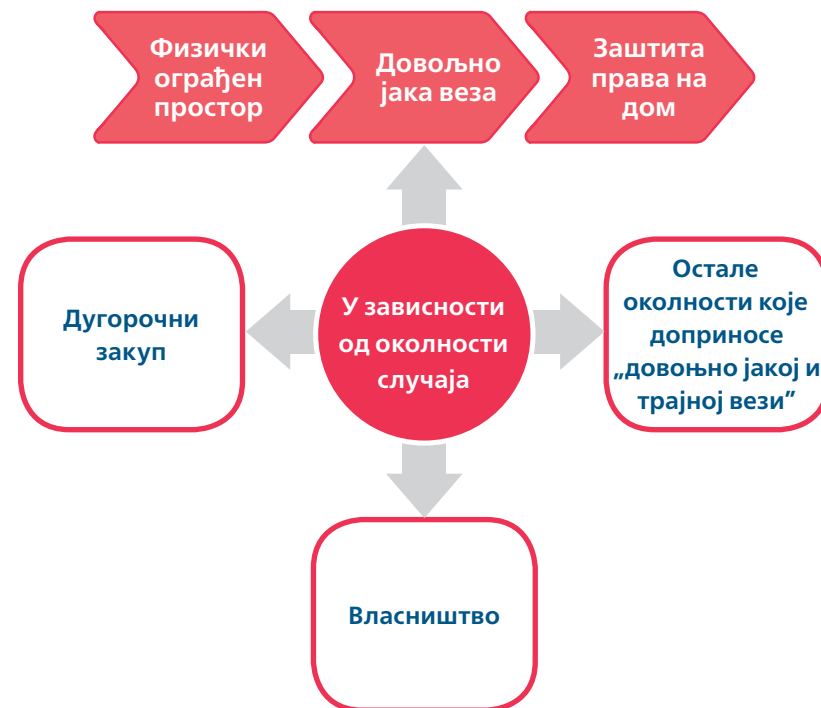 Физички
ограђен
простор
Довољно
јака веза
Заштита
права на
дом
У зависности
од околности
случаја
Дугорочни
закуп
Остале
околности које
доприносе
„довоњно јакој и
трајној вези”
Власништво